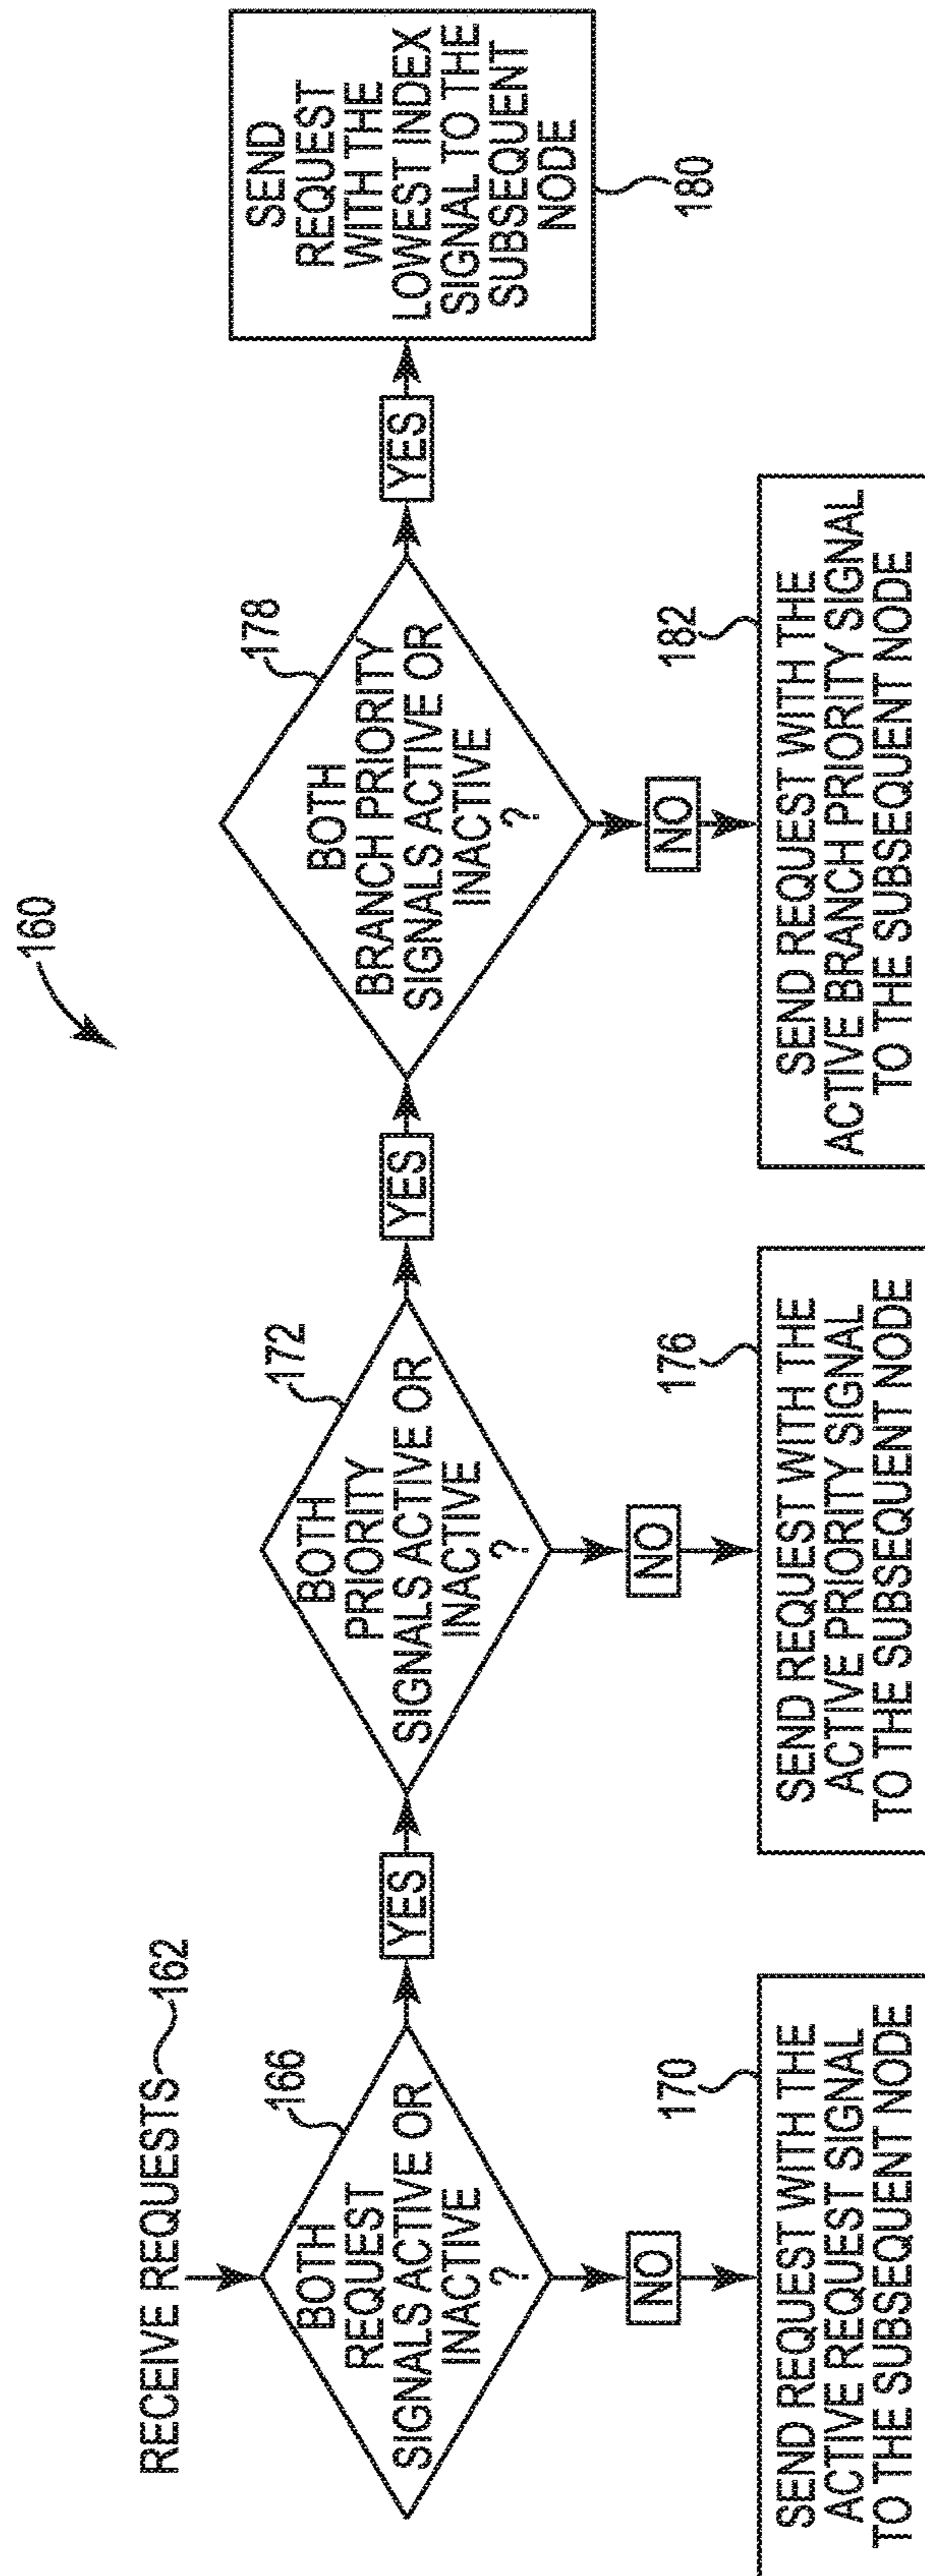 160
RECEIVE REQUESTS
162
166
BOTH
REQUEST
SIGNALS ACTIVE OR
INACTIVE
?
NO
170
SEND REQUEST WITH THE
ACTIVE REQUEST SIGNAL
TO THE SUBSEQUENT NODE
YES
172
BOTH
PRIORITY
SIGNALS ACTIVE OR
INACTIVE
?
NO
176
SEND REQUEST WITH THE
ACTIVE PRIORITY SIGNAL
TO THE SUBSEQUENT NODE
YES
178
BOTH
BRANCH PRIORITY
SIGNALS ACTIVE OR
INACTIVE
?
NO
182
SEND REQUEST WITH THE
ACTIVE BRANCH PRIORITY SIGNAL
TO THE SUBSEQUENT NODE
YES
SEND
REQUEST
WITH THE
LOWEST INDEX
SIGNAL TO THE
SUBSEQUENT
NODE
180